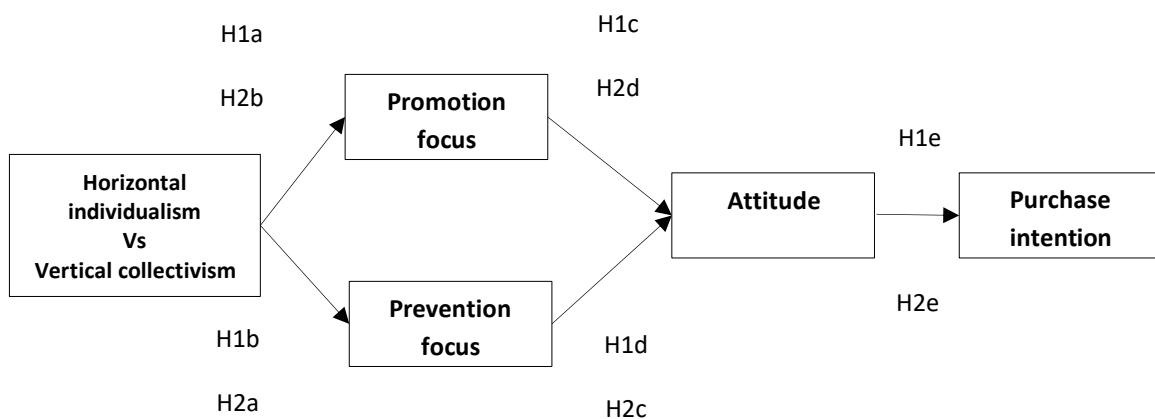 H1a
H1c
H2b
H2d
Promotion
focus
H1e
Horizontal
individualism
Vs
Vertical collectivism
Attitude
Purchase
intention
Prevention
focus
H2e
H1b
H1d
H2a
H2c